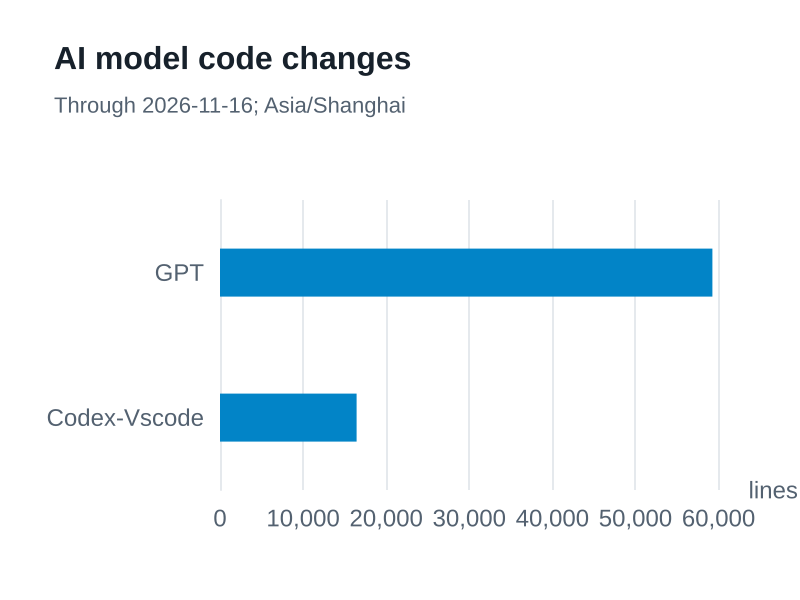 AI model code changes
Through 2026-11-16; Asia/Shanghai
GPT
Codex-Vscode
lines
0 10,000 20,000 30,000 40,000 50,000 60,000